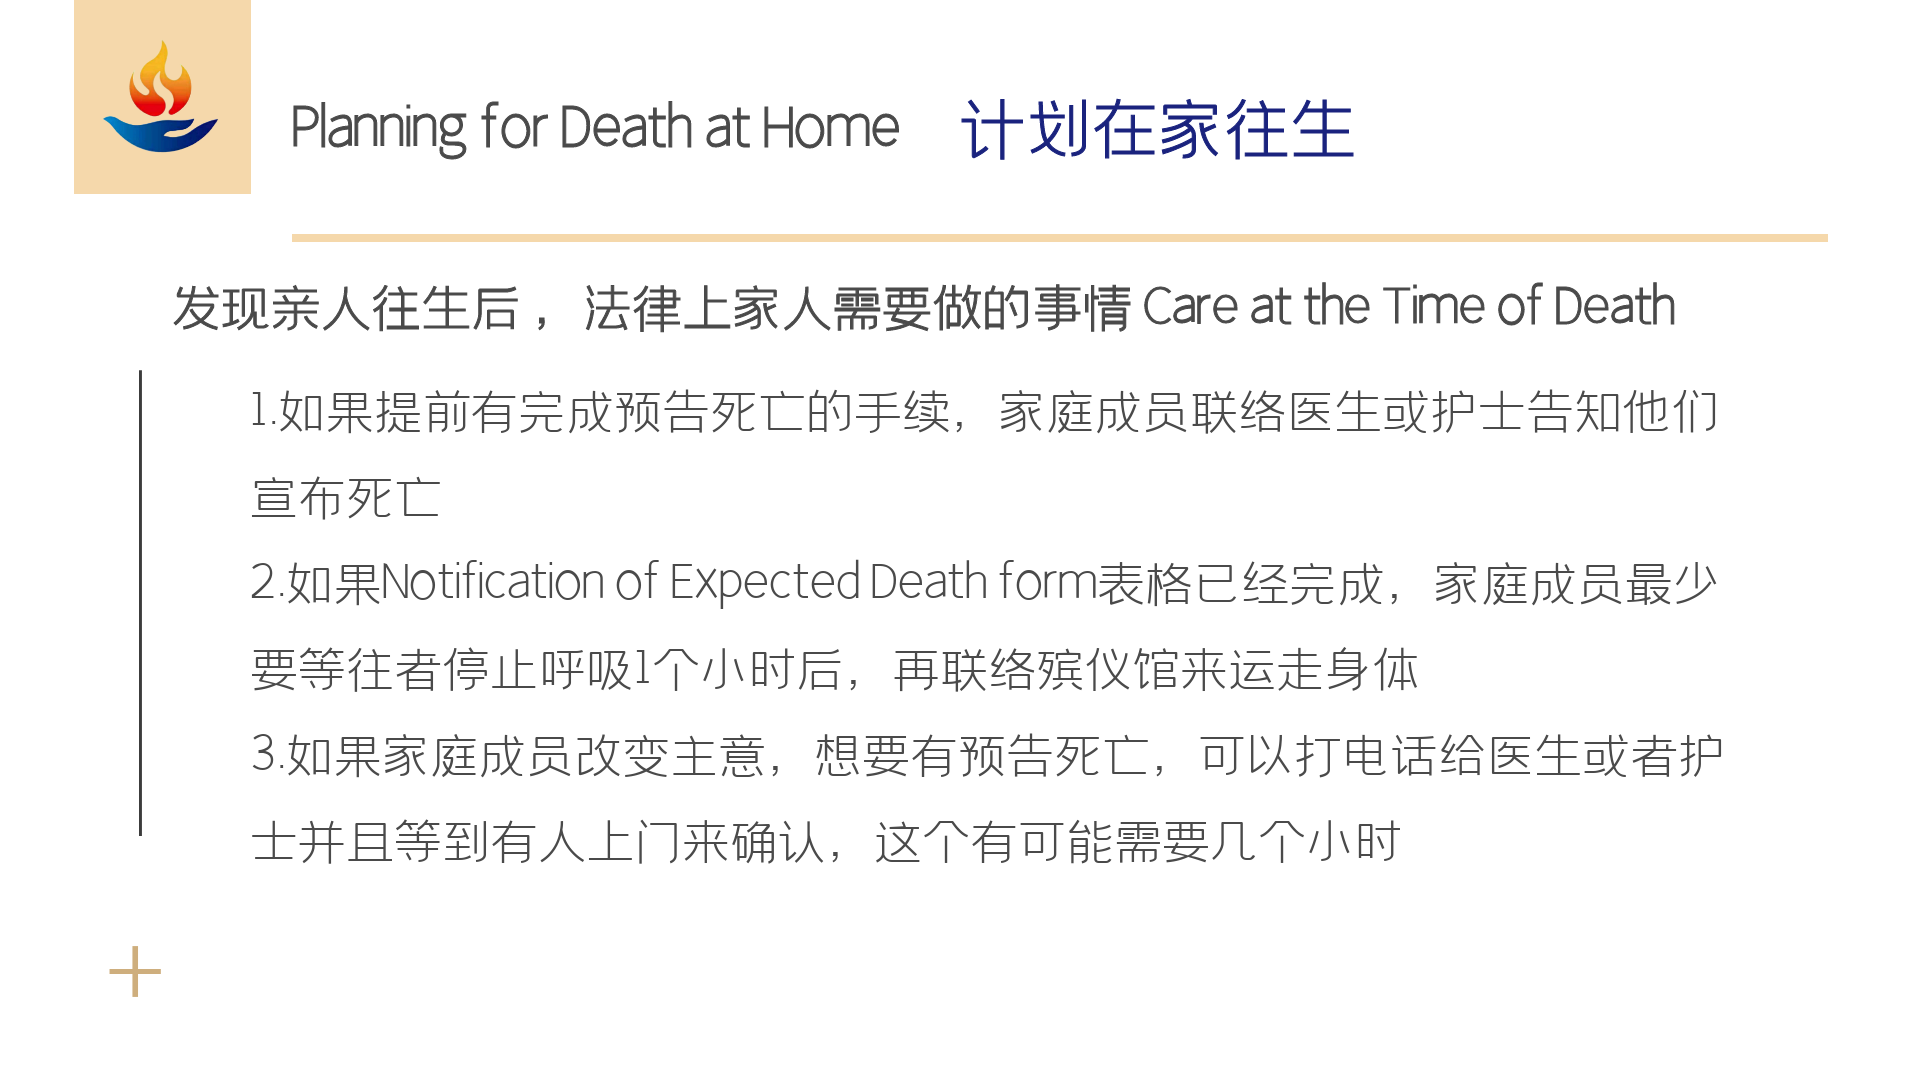 Planning for Death at Home 计划在家往生
发现亲人往生后，法律上家人需要做的事情 Care at the Time of Death
1.如果提前有完成预告死亡的手续，家庭成员联络医生或护士告知他们
宣布死亡
2.如果Notification of Expected Death form表格已经完成，家庭成员最少
要等往者停止呼吸1个小时后，再联络殡仪馆来运走身体
3.如果家庭成员改变主意，想要有预告死亡，可以打电话给医生或者护
士并且等到有人上门来确认，这个有可能需要几个小时